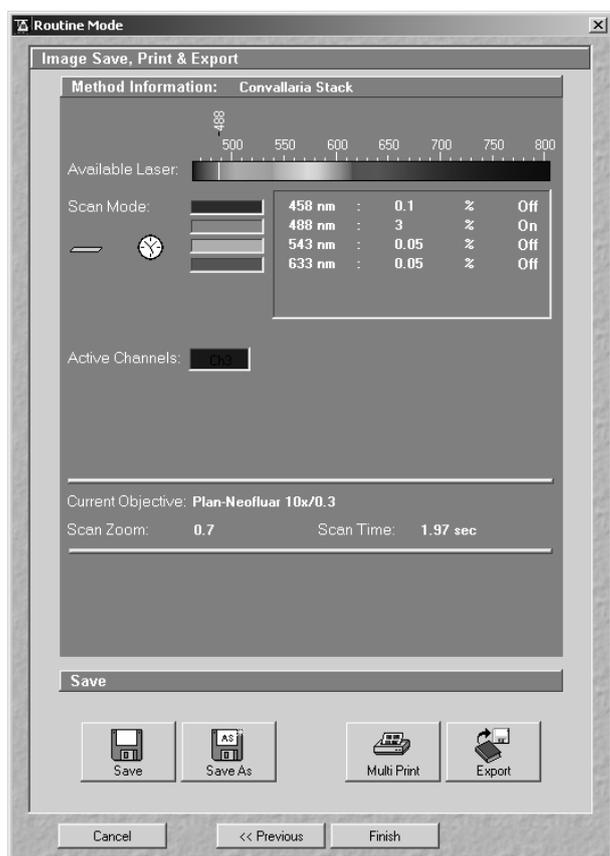 Routine Mode
Image Save, Print & Export
Method Information: Convallaria Stack
488
500 550 600 650 700 750 800
Available Laser:
Scan Mode:
458 nm : 0.1 % Off
488 nm : 3 % On
543 nm : 0.05 % Off
633 nm : 0.05 % Off
Active Channels: Ch3
Current Objective: Plan-Neofluar 10x/0.3
Scan Zoom: 0.7 Scan Time: 1.97 sec
Save
AS
Save Save As Multi Print Export
Cancel << Previous Finish